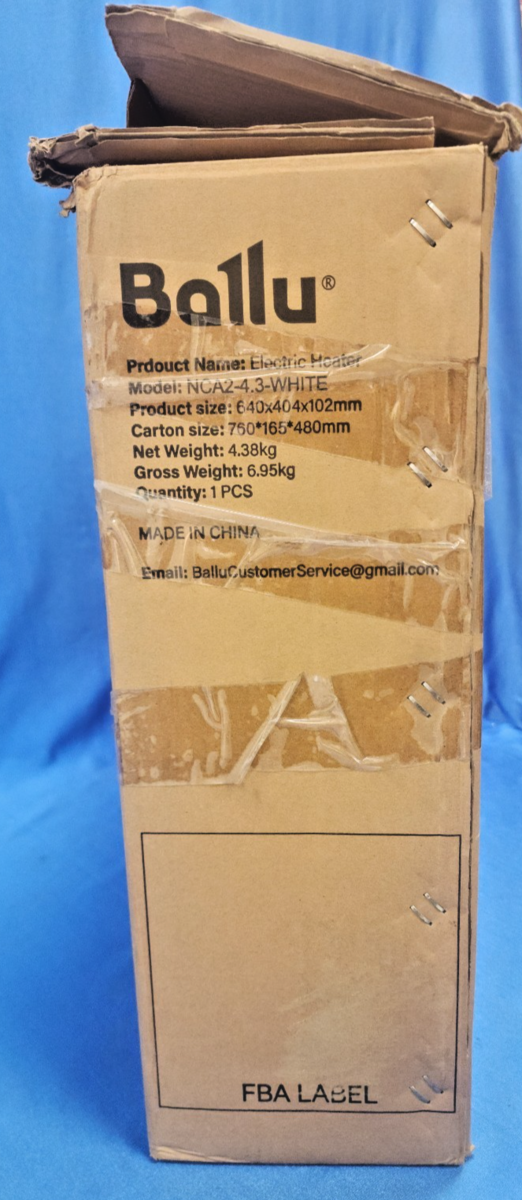 Ballu®
Prdouct Name: Electric Heater
Model: NCA2-4.3-WHITE
Product size: 640x404x102mm
Carton size: 760*165*480mm
Net Weight: 4.38kg
Gross Weight: 6.95kg
Quantity: 1 PCS
MADE IN CHINA
Email: BalluCustomerService@gmail.com
FBA LABEL